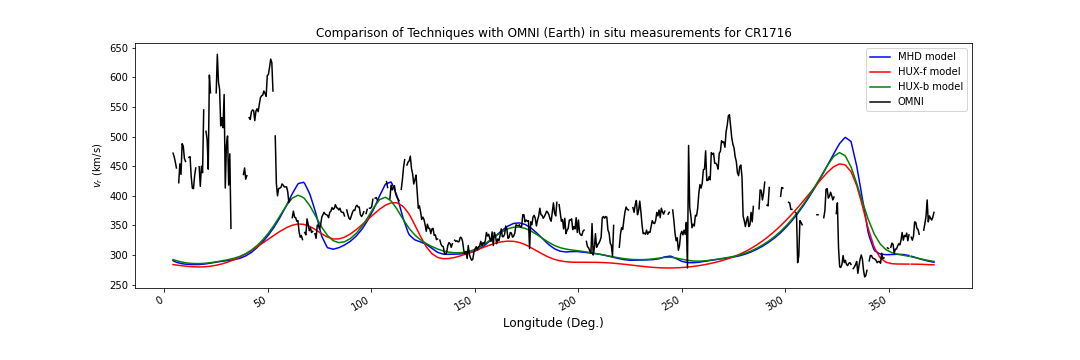 Comparison of Techniques with OMNI (Earth) in situ measurements for CR1716
650
600
550
500
450
400
350
300
250
v_r (km/s)
MHD model
HUX-f model
HUX-b model
OMNI
0
50
100
150
200
250
300
350
Longitude (Deg.)